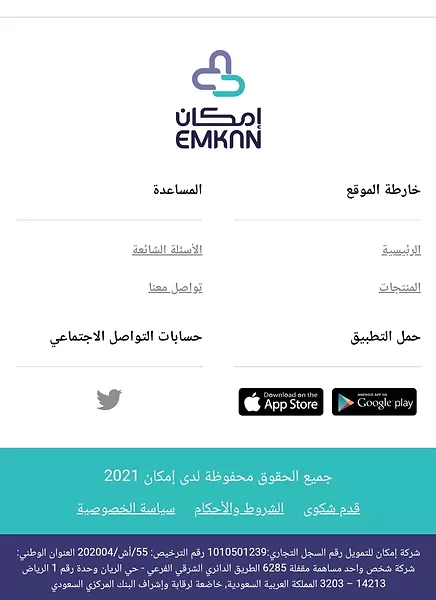 إمكان
EMKAN
خارطة الموقع
المساعدة
الرئيسية
الأسئلة الشائعة
المنتجات
تواصل معنا
حمل التطبيق
حسابات التواصل الاجتماعي
ANDROID APP ON
Google play
Download on the
App Store
جميع الحقوق محفوظة لدى إمكان 2021
قدم شكوى
الشروط والأحكام
سياسة الخصوصية
شركة إمكان للتمويل رقم السجل التجاري:1010501239 رقم الترخيص: 55/أش/202004 العنوان الوطني:
شركة شخص واحد مساهمة مقفلة 6285 الطريق الدائري الشرقي الفرعي - حي الريان وحدة رقم 1 الرياض
14213 – 3203 المملكة العربية السعودية, خاضعة لرقابة وإشراف البنك المركزي السعودي